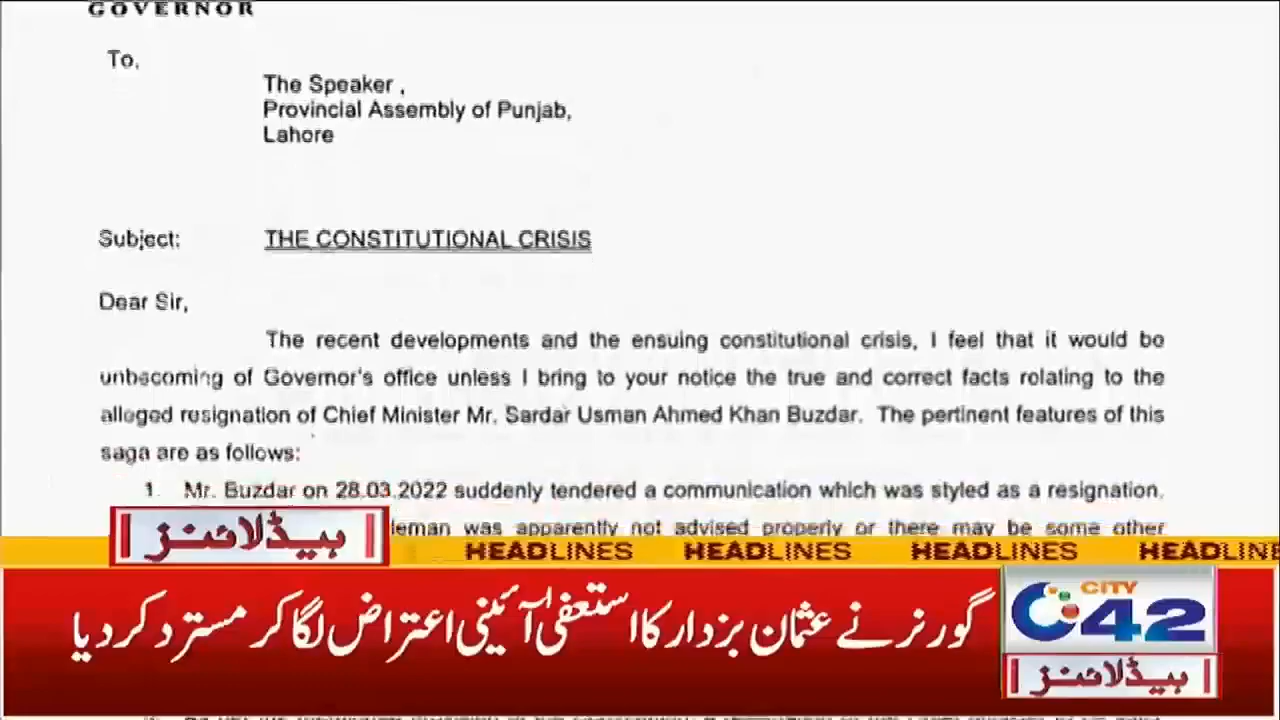 GOVERNOR
To,
The Speaker ,
Provincial Assembly of Punjab,
Lahore
Subject: THE CONSTITUTIONAL CRISIS
Dear Sir,
The recent developments and the ensuing constitutional crisis, I feel that it would be
unbecoming of Governor's office unless I bring to your notice the true and correct facts relating to the
alleged resignation of Chief Minister Mr. Sardar Usman Ahmed Khan Buzdar. The pertinent features of this
saga are as follows:
1. Mr. Buzdar on 28.03.2022 suddenly tendered a communication which was styled as a resignation.
leman was apparently not advised properly or there may be some other
ہیڈلائنز
HEADLINES HEADLINES HEADLINES HEADLINE
گورنر نے عثمان بزدار کا استعفیٰ آئینی اعتراض لگا کر مسترد کر دیا
CITY
42
ہیڈلائنز